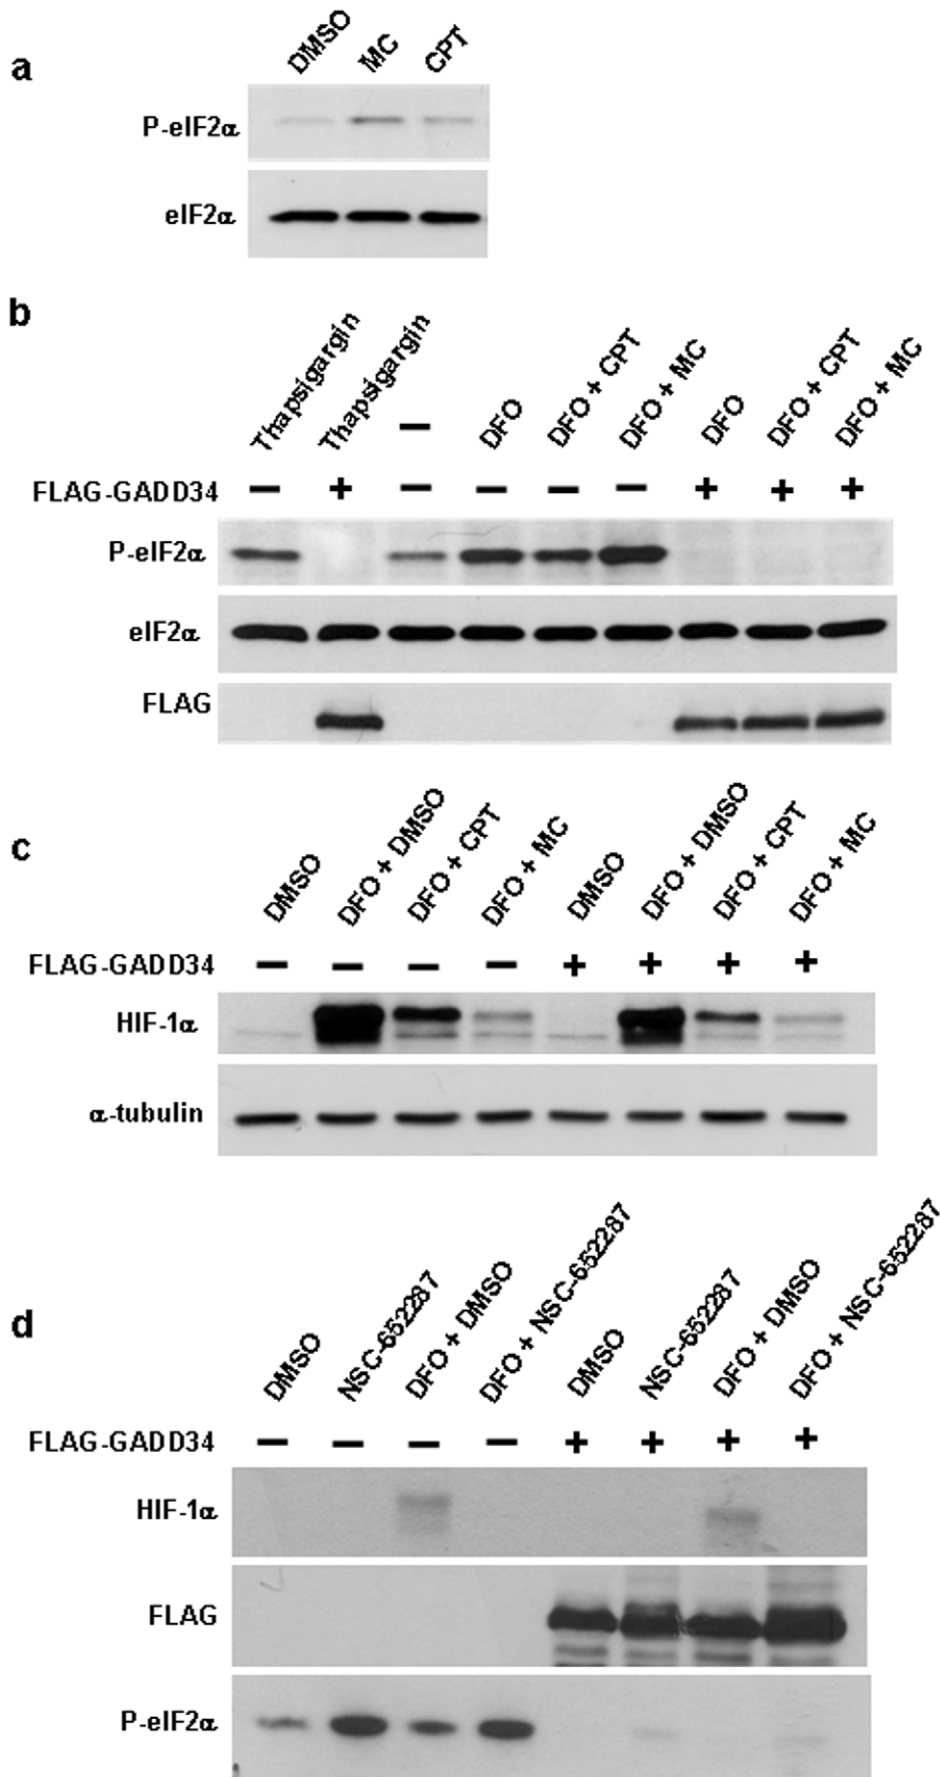 a
DMSO MC CPT
P-eIF2α
eIF2α
b
Thapsigargin Thapsigargin – DFO DFO + CPT DFO + MC DFO DFO + CPT DFO + MC
FLAG-GADD34 – + – – – – + + +
P-eIF2α
eIF2α
FLAG
c
DMSO DFO + DMSO DFO + CPT DFO + MC DMSO DFO + DMSO DFO + CPT DFO + MC
FLAG-GADD34 – – – – + + + +
HIF-1α
α-tubulin
d
DMSO NSC-652287 DFO + DMSO DFO + NSC-652287 DMSO NSC-652287 DFO + DMSO DFO + NSC-652287
FLAG-GADD34 – – – – + + + +
HIF-1α
FLAG
P-eIF2α